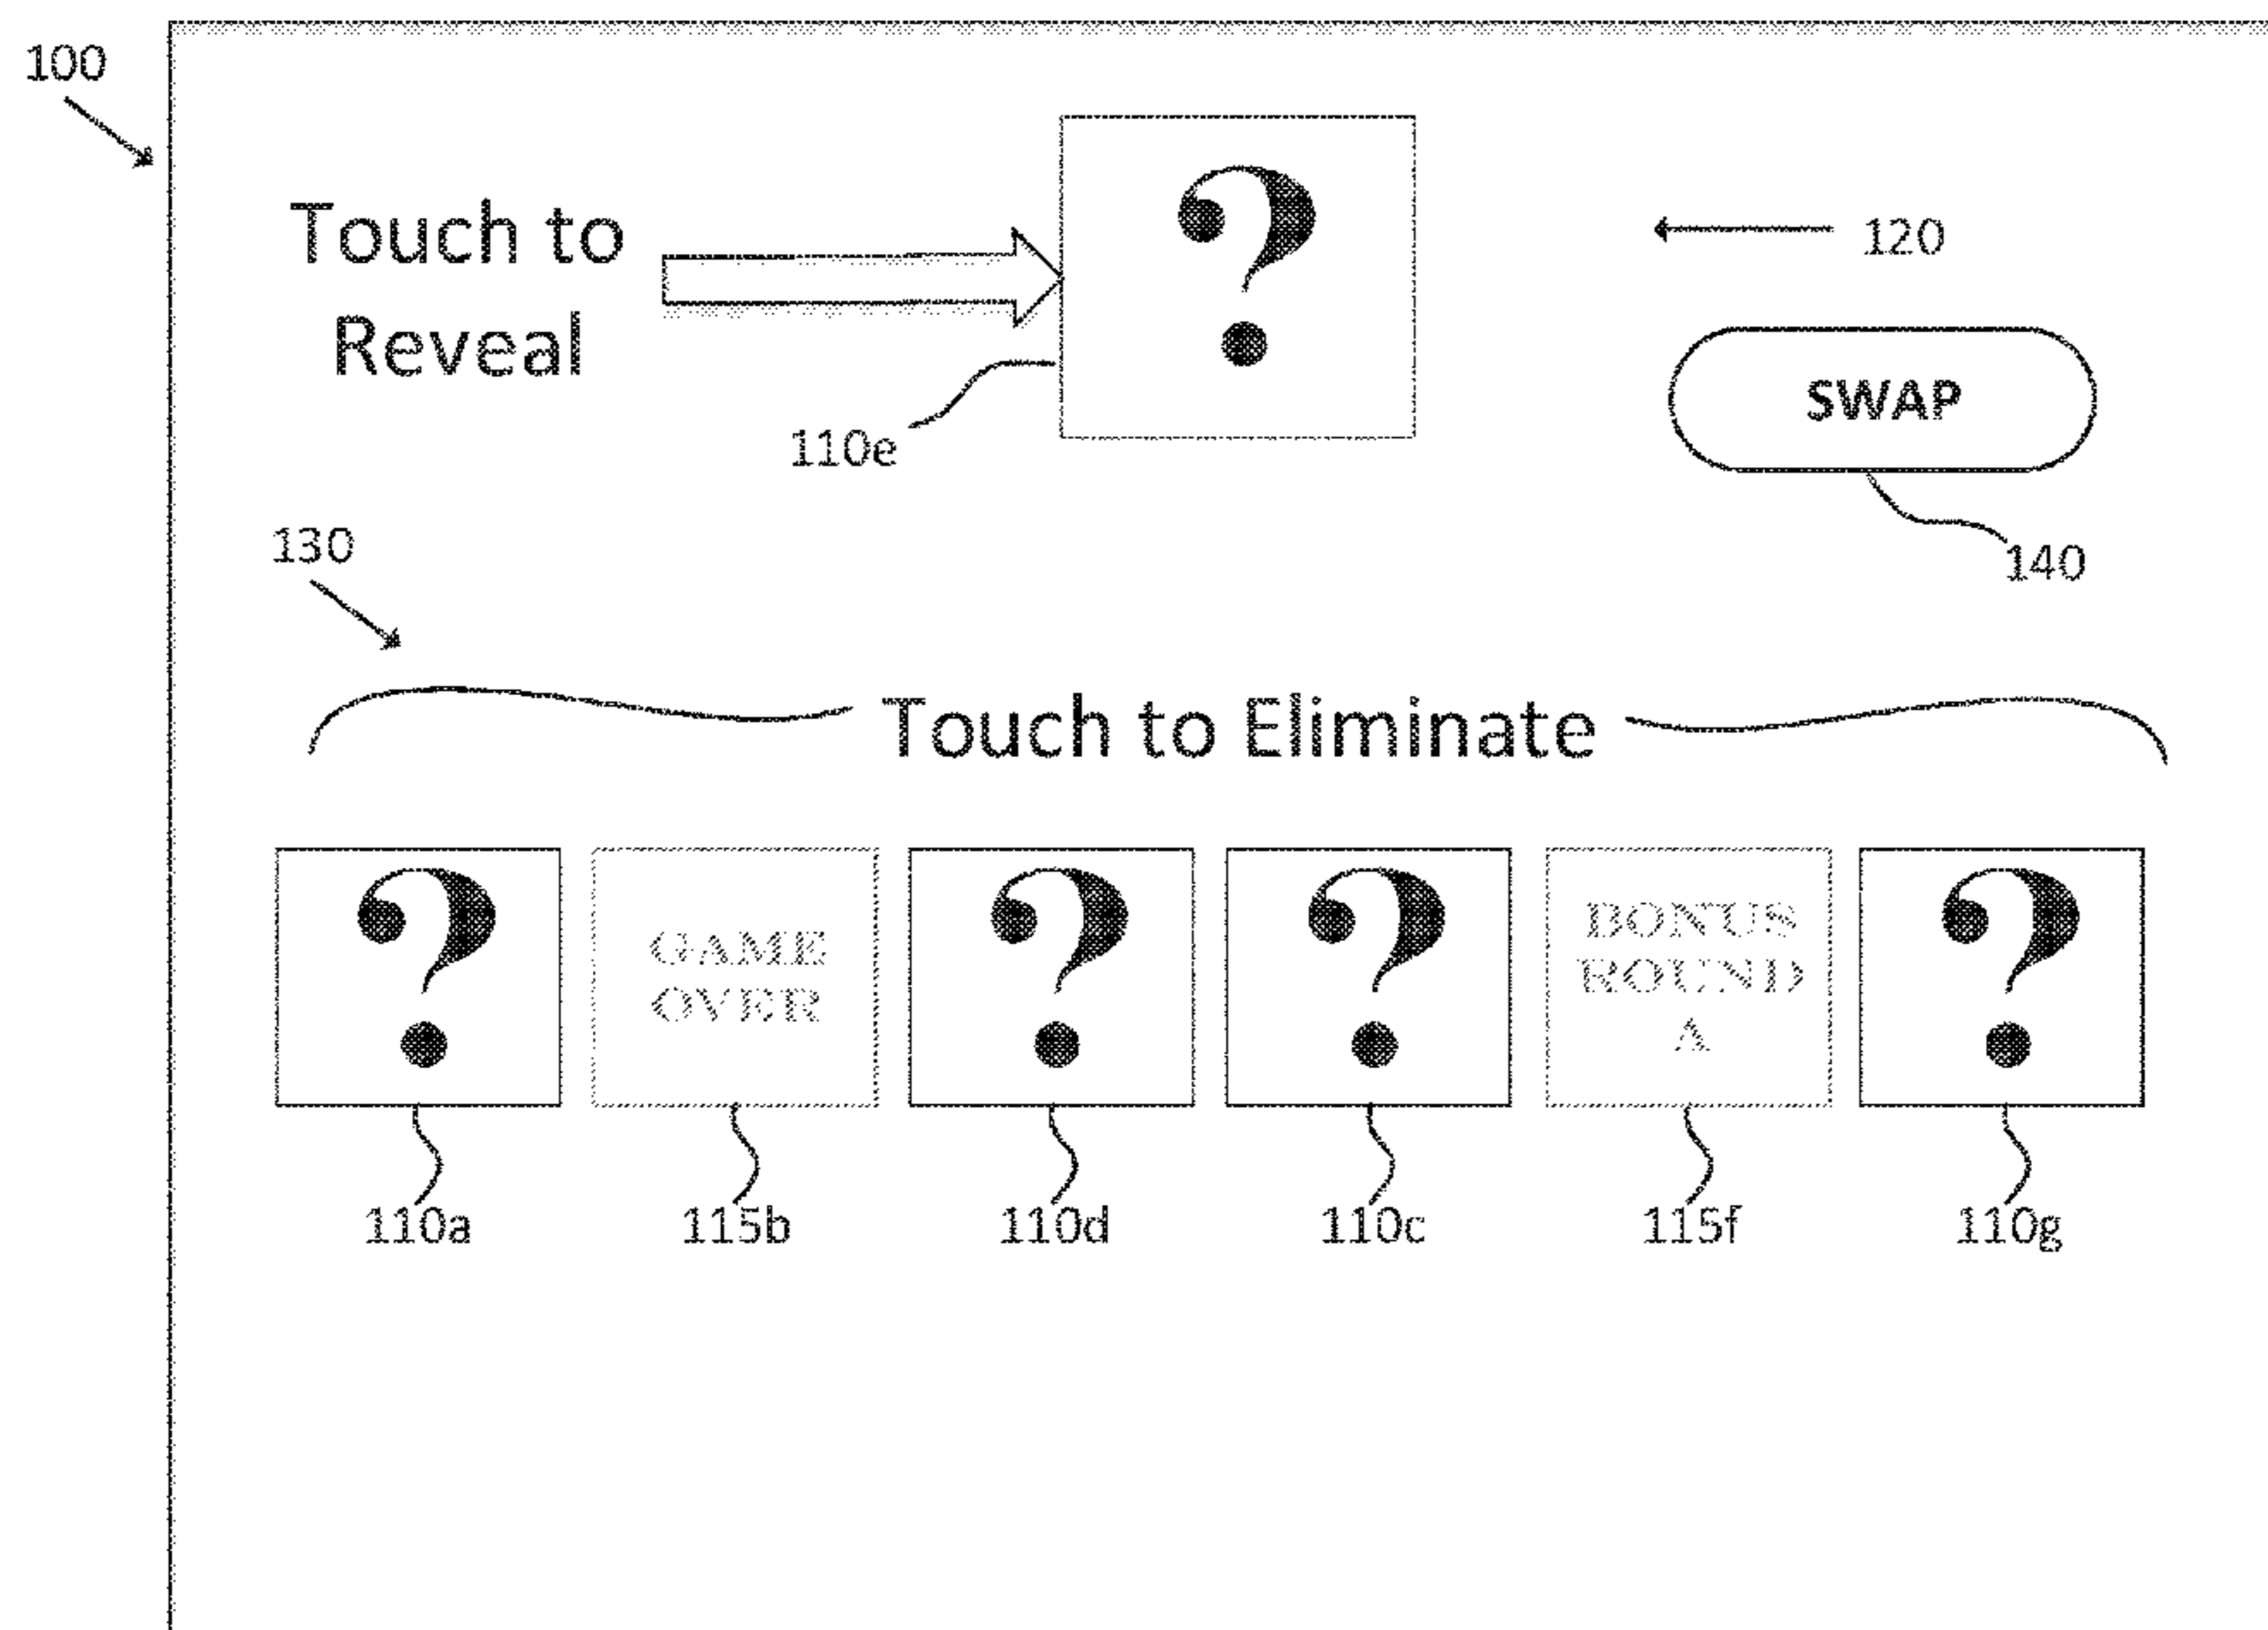 100
Touch to
Reveal
?
120
SWAP
110e
140
130
Touch to Eliminate
?
GAME
OVER
?
?
BONUS
ROUND
A
?
110a
115b
110d
110c
115f
110g